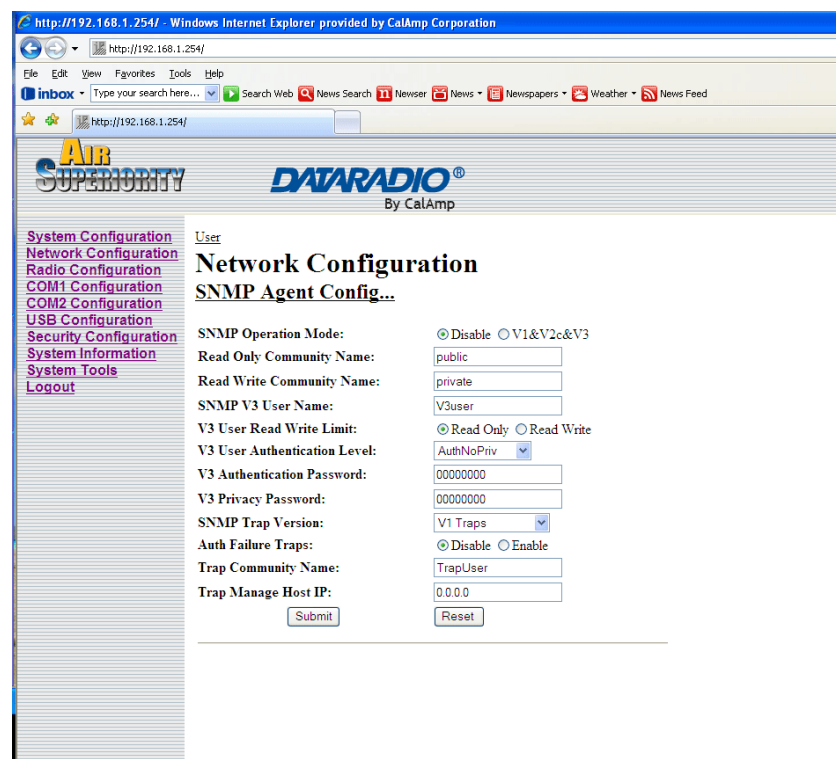 http://192.168.1.254/ - Windows Internet Explorer provided by CalAmp Corporation
http://192.168.1.254/
File Edit View Favorites Tools Help
inbox Type your search here... Search Web News Search Newser News Newspapers Weather News Feed
http://192.168.1.254/
AIR
SUPERIORITY
DATARADIO®
By CalAmp
System Configuration
Network Configuration
Radio Configuration
COM1 Configuration
COM2 Configuration
USB Configuration
Security Configuration
System Information
System Tools
Logout
User
Network Configuration
SNMP Agent Config...
SNMP Operation Mode: Disable V1&V2c&V3
Read Only Community Name: public
Read Write Community Name: private
SNMP V3 User Name: V3user
V3 User Read Write Limit: Read Only Read Write
V3 User Authentication Level: AuthNoPriv
V3 Authentication Password: 00000000
V3 Privacy Password: 00000000
SNMP Trap Version: V1 Traps
Auth Failure Traps: Disable Enable
Trap Community Name: TrapUser
Trap Manage Host IP: 0.0.0.0
Submit Reset